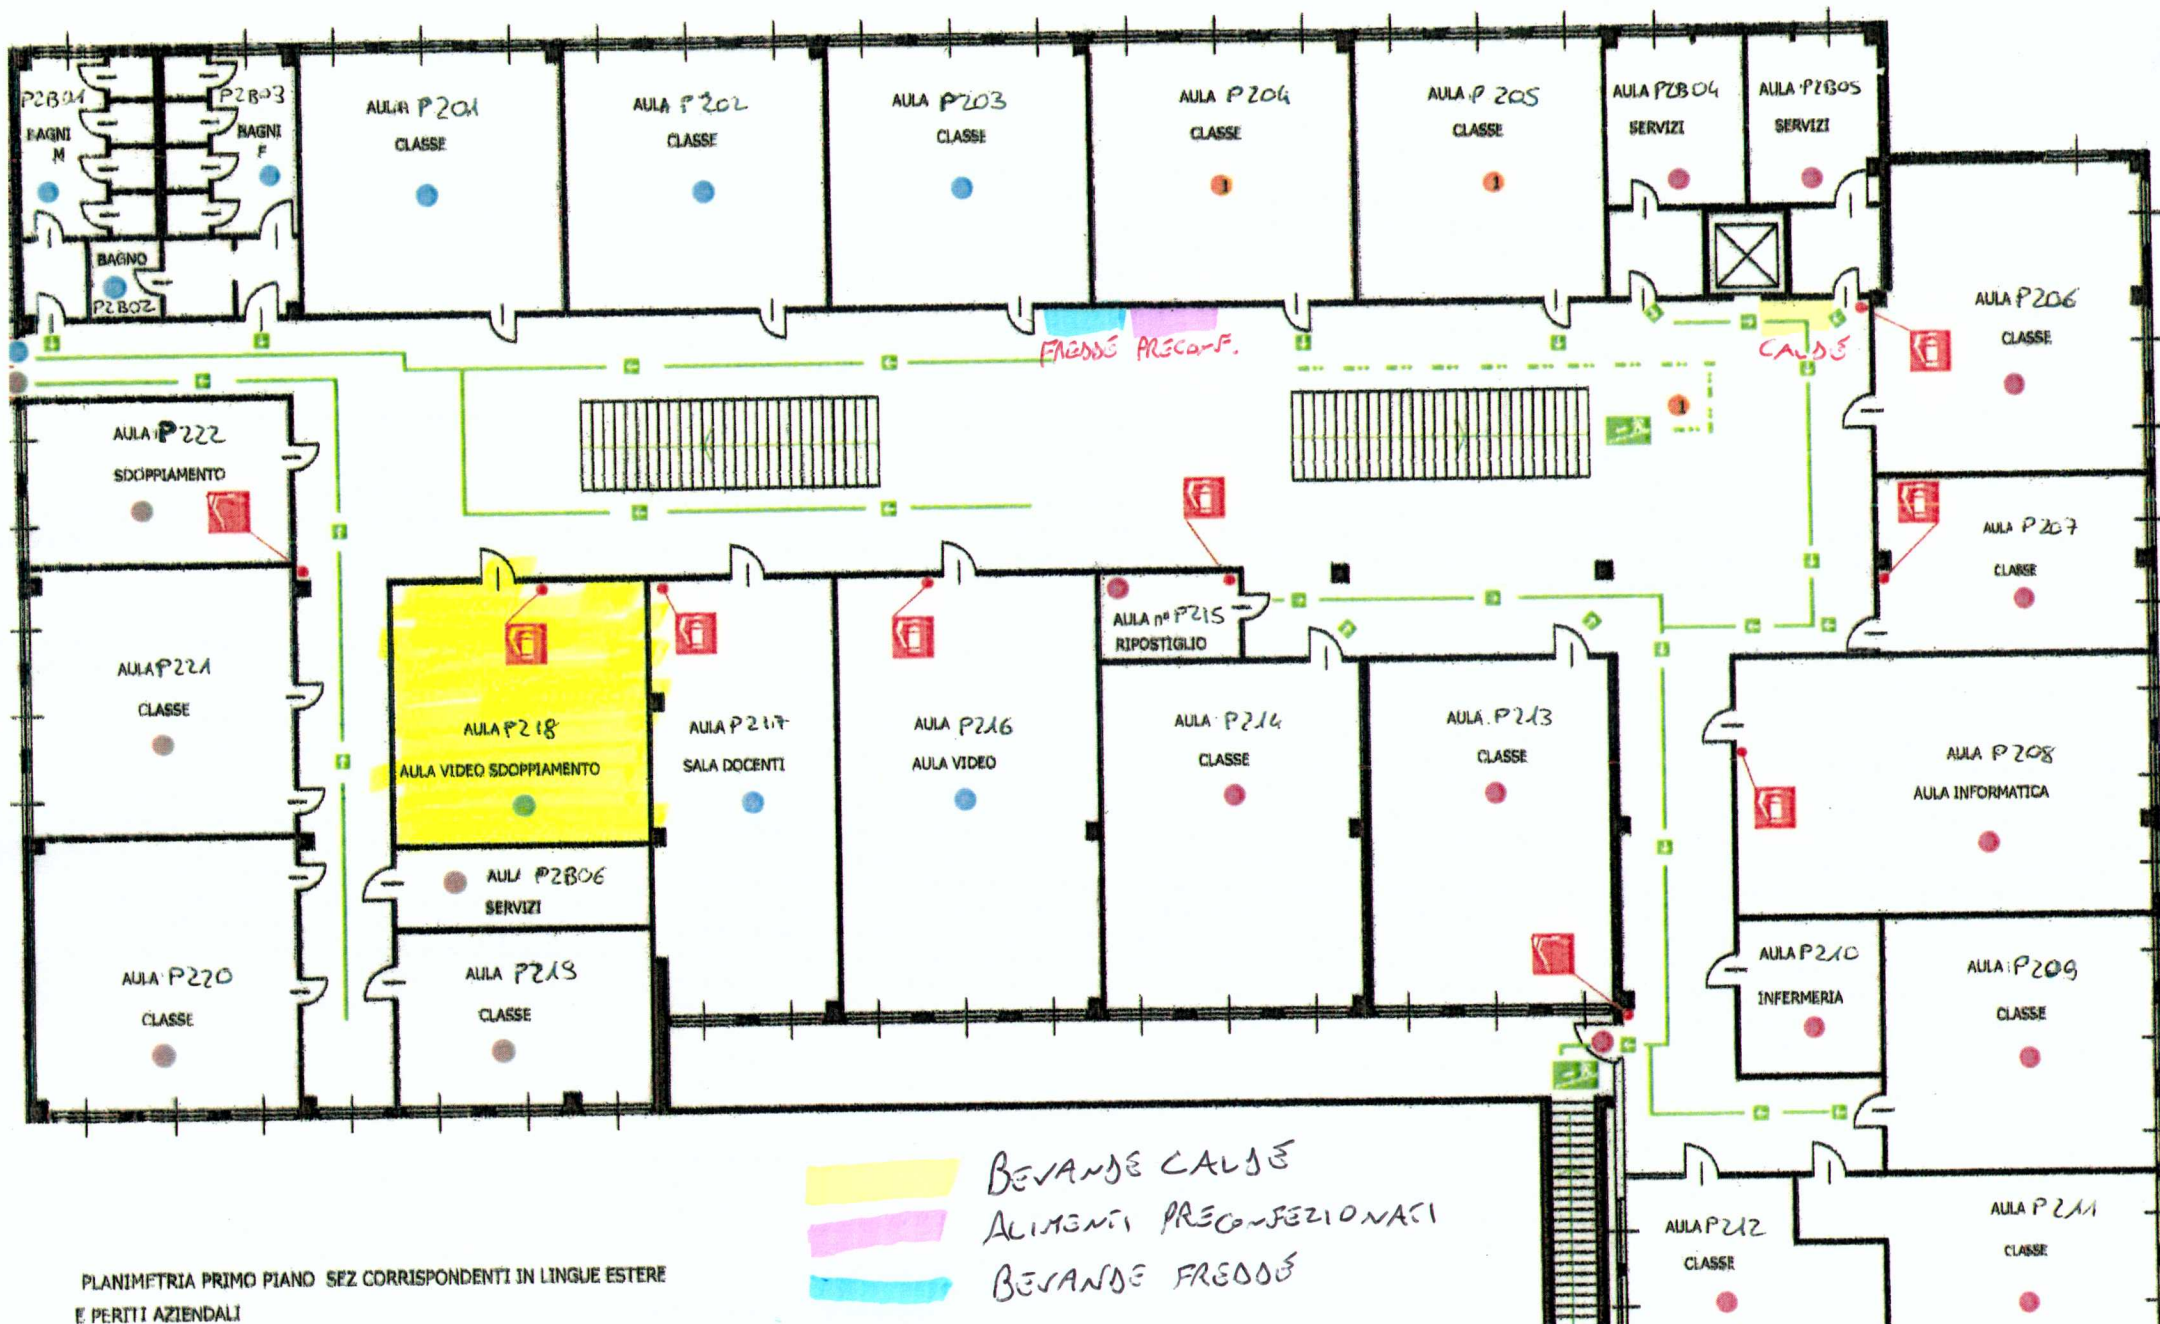 P2B01
BAGNI
M
P2B03
BAGNI
F
BAGNO
P2B02
AULA P201
CLASSE
AULA P202
CLASSE
AULA P203
CLASSE
AULA P204
CLASSE
1
AULA P205
CLASSE
1
AULA P2B04
SERVIZI
AULA P2B05
SERVIZI
AULA P206
CLASSE
FREDDE PRECONF.
CALDE
1
AULA P222
SDOPPIAMENTO
AULA P207
CLASSE
AULA n° P215
RIPOSTIGLIO
AULA P221
CLASSE
AULA P218
AULA VIDEO SDOPPIAMENTO
AULA P217
SALA DOCENTI
AULA P216
AULA VIDEO
AULA P214
CLASSE
AULA P213
CLASSE
AULA P208
AULA INFORMATICA
AULA P2B06
SERVIZI
AULA P220
CLASSE
AULA P219
CLASSE
AULA P210
INFERMERIA
AULA P209
CLASSE
AULA P212
CLASSE
AULA P211
CLASSE
BEVANDE CALDE
ALIMENTI PRECONFEZIONATI
BEVANDE FREDDE
PLANIMETRIA PRIMO PIANO SEZ CORRISPONDENTI IN LINGUE ESTERE
E PERITI AZIENDALI